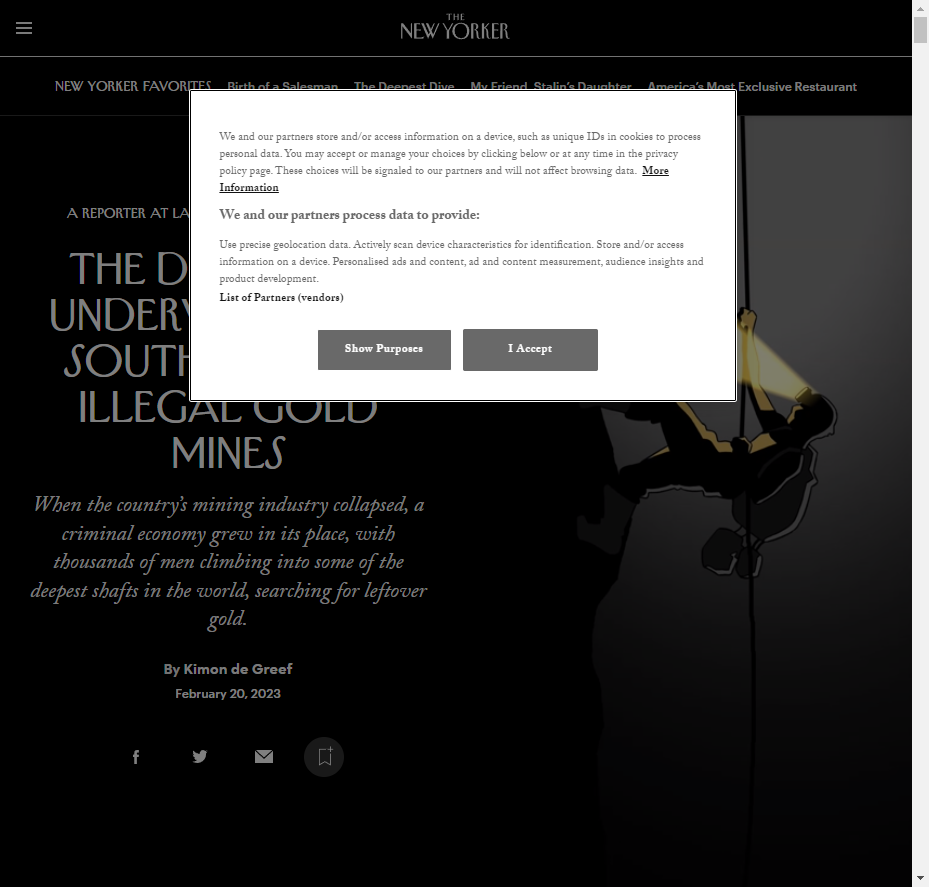 THE
NEW YORKER
NEW YORKER FAVORITES Birth of a Salesman The Deepest Dive My Friend, Stalin's Daughter America's Most Exclusive Restaurant
We and our partners store and/or access information on a device, such as unique IDs in cookies to process
personal data. You may accept or manage your choices by clicking below or at any time in the privacy
policy page. These choices will be signaled to our partners and will not affect browsing data. More
Information
We and our partners process data to provide:
Use precise geolocation data. Actively scan device characteristics for identification. Store and/or access
information on a device. Personalised ads and content, ad and content measurement, audience insights and
product development.
List of Partners (vendors)
Show Purposes I Accept
A REPORTER AT LA
THE D
UNDERW
SOUTH
ILLEGAL GOLD
MINES
When the country's mining industry collapsed, a
criminal economy grew in its place, with
thousands of men climbing into some of the
deepest shafts in the world, searching for leftover
gold.
By Kimon de Greef
February 20, 2023